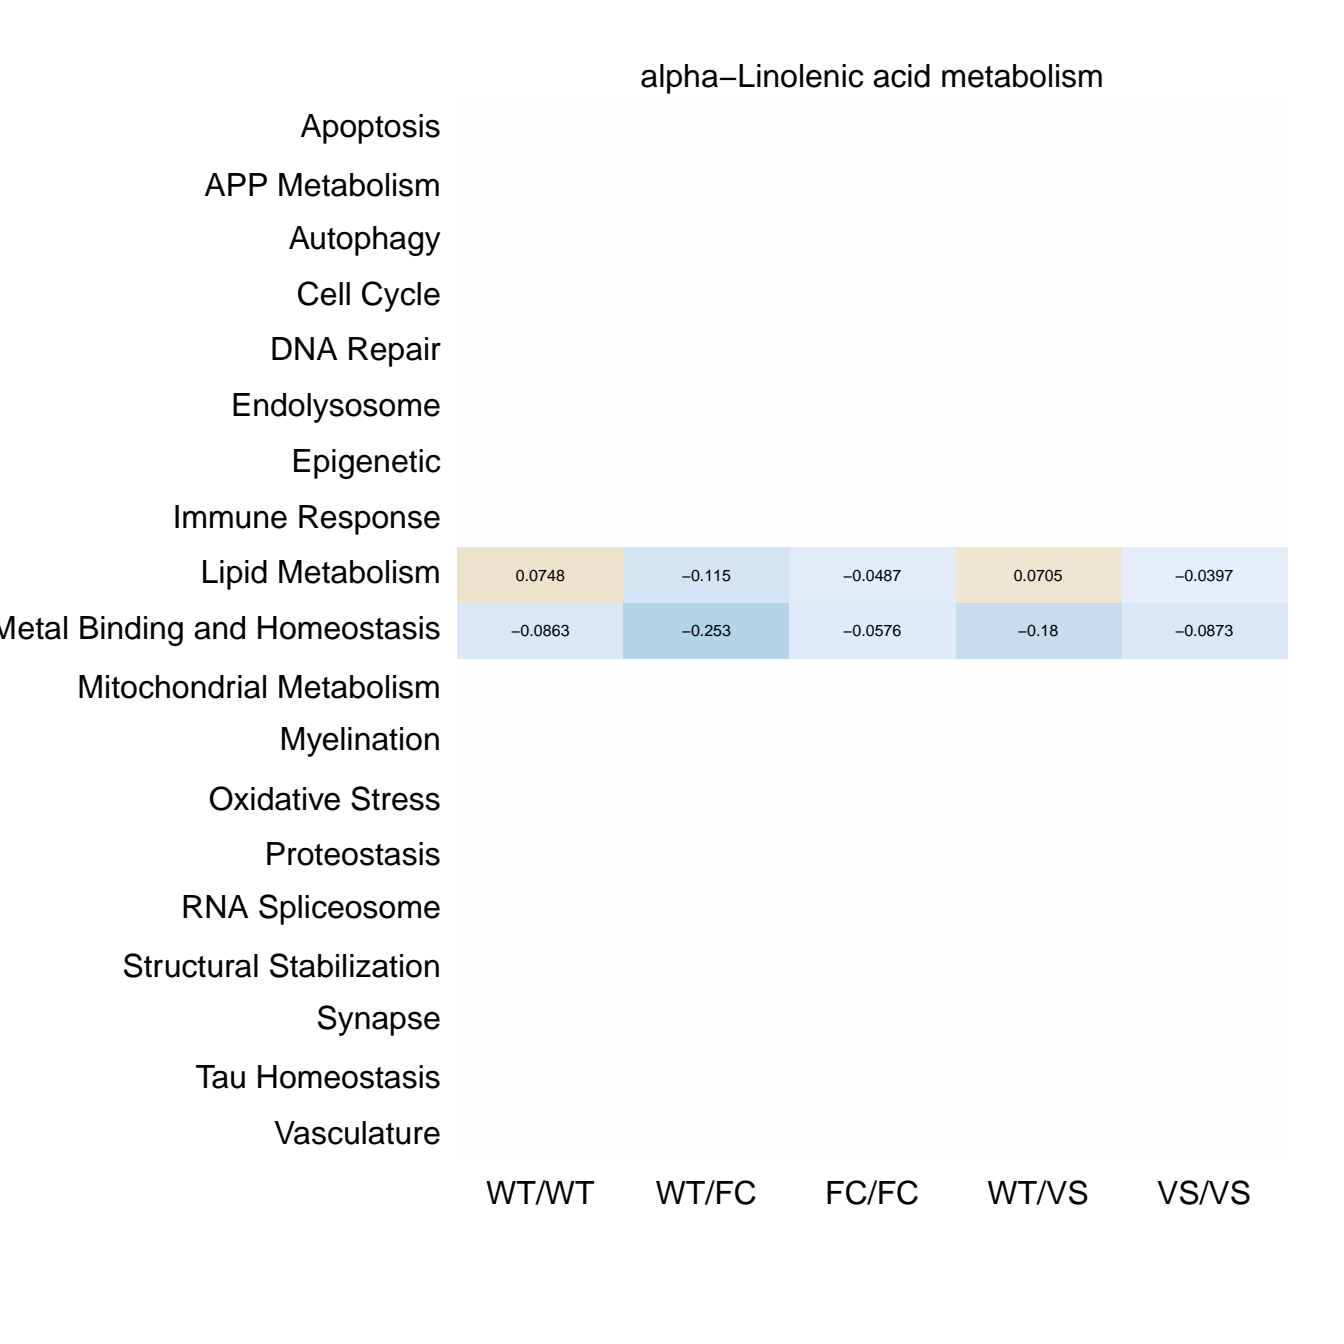 alpha−Linolenic acid metabolism
Apoptosis
APP Metabolism
Autophagy
Cell Cycle
DNA Repair
Endolysosome
Epigenetic
Immune Response
Lipid Metabolism 0.0748 −0.115 −0.0487 0.0705 −0.0397
Metal Binding and Homeostasis −0.0863 −0.253 −0.0576 −0.18 −0.0873
Mitochondrial Metabolism
Myelination
Oxidative Stress
Proteostasis
RNA Spliceosome
Structural Stabilization
Synapse
Tau Homeostasis
Vasculature
WT/WT WT/FC FC/FC WT/VS VS/VS